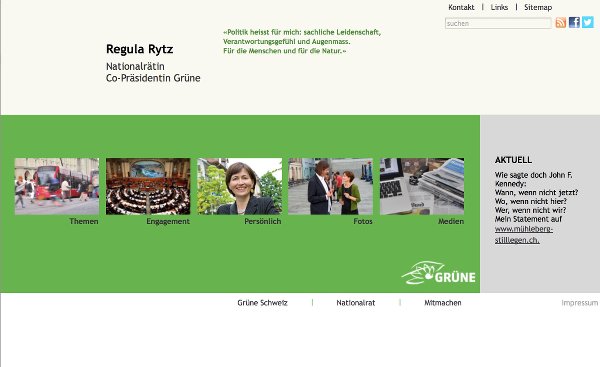 Kontakt | Links | Sitemap
suchen
«Politik heisst für mich: sachliche Leidenschaft,
Verantwortungsgefühl und Augenmass.
Für die Menschen und für die Natur.»
Regula Rytz
Nationalrätin
Co-Präsidentin Grüne
Themen
Engagement
Persönlich
Fotos
Medien
GRÜNE
AKTUELL
Wie sagte doch John F.
Kennedy:
Wann, wenn nicht jetzt?
Wo, wenn nicht hier?
Wer, wenn nicht wir?
Mein Statement auf
www.mühleberg-
stilllegen.ch.
Grüne Schweiz | Nationalrat | Mitmachen
Impressum